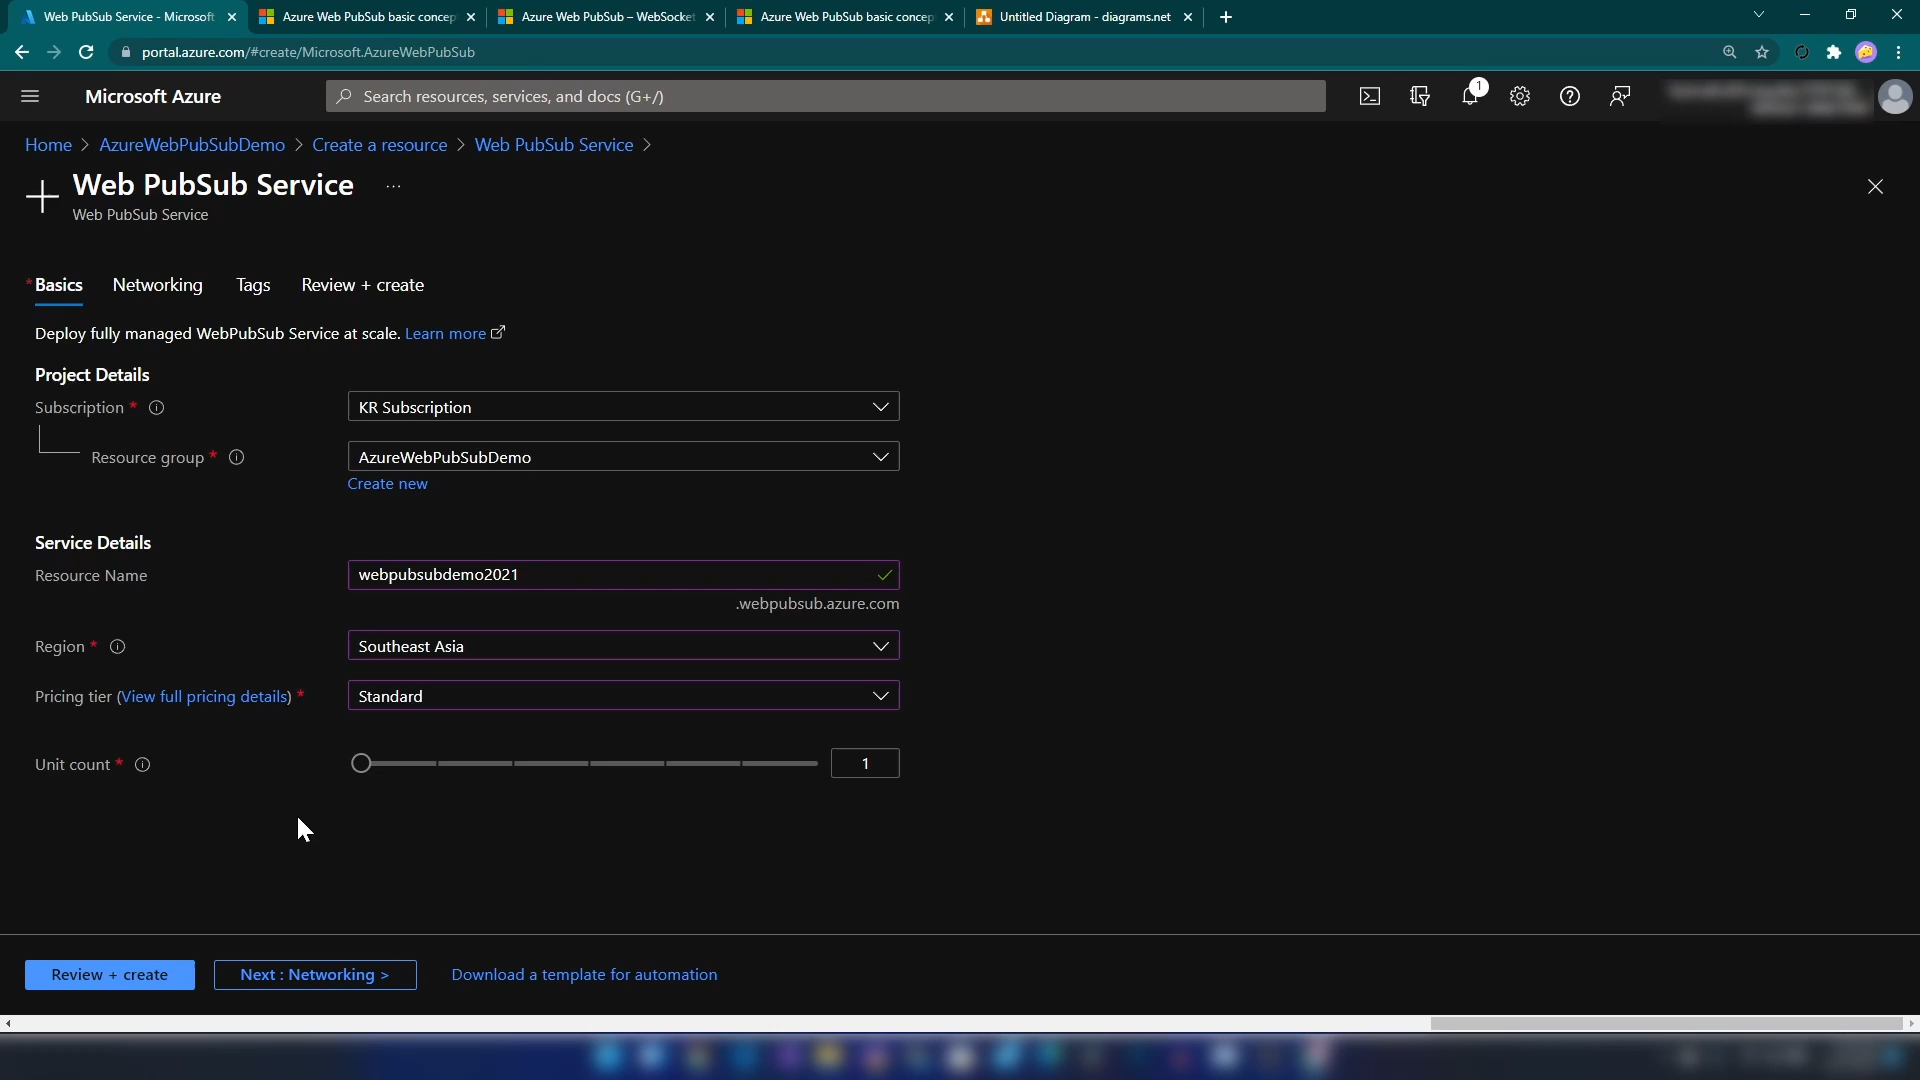 Web PubSub Service - Microsoft
Azure Web PubSub basic concep
Azure Web PubSub – WebSocket
Azure Web PubSub basic concep
Untitled Diagram - diagrams.net
portal.azure.com/#create/Microsoft.AzureWebPubSub
Microsoft Azure
Search resources, services, and docs (G+/)
1
Home > AzureWebPubSubDemo > Create a resource > Web PubSub Service >
Web PubSub Service ...
Web PubSub Service
* Basics Networking Tags Review + create
Deploy fully managed WebPubSub Service at scale. Learn more
Project Details
Subscription * KR Subscription
Resource group * AzureWebPubSubDemo
Create new
Service Details
Resource Name webpubsubdemo2021
.webpubsub.azure.com
Region * Southeast Asia
Pricing tier (View full pricing details) * Standard
Unit count * 1
Review + create Next : Networking > Download a template for automation